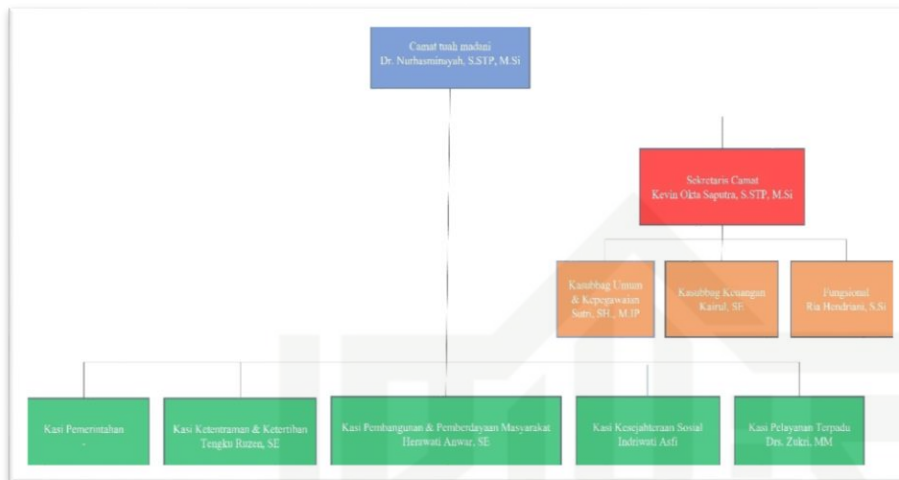 Camat tuah madani
Dr. Nurhasminsyah, S.STP, M.Si
Sekretaris Camat
Kevin Okta Saputra, S.STP, M.Si
Kasubbag Umum
& Kepegawaian
Sutri, SH., M.IP
Kasubbag Keuangan
Kairul, SE
Fungsional
Ria Hendriani, S.Si
Kasi Pemerintahan
-
Kasi Ketentraman & Ketertiban
Tengku Ruzen, SE
Kasi Pembangunan & Pemberdayaan Masyarakat
Herawati Anwar, SE
Kasi Kesejahteraan Sosial
Indriwati Asfi
Kasi Pelayanan Terpadu
Drs. Zukri, MM